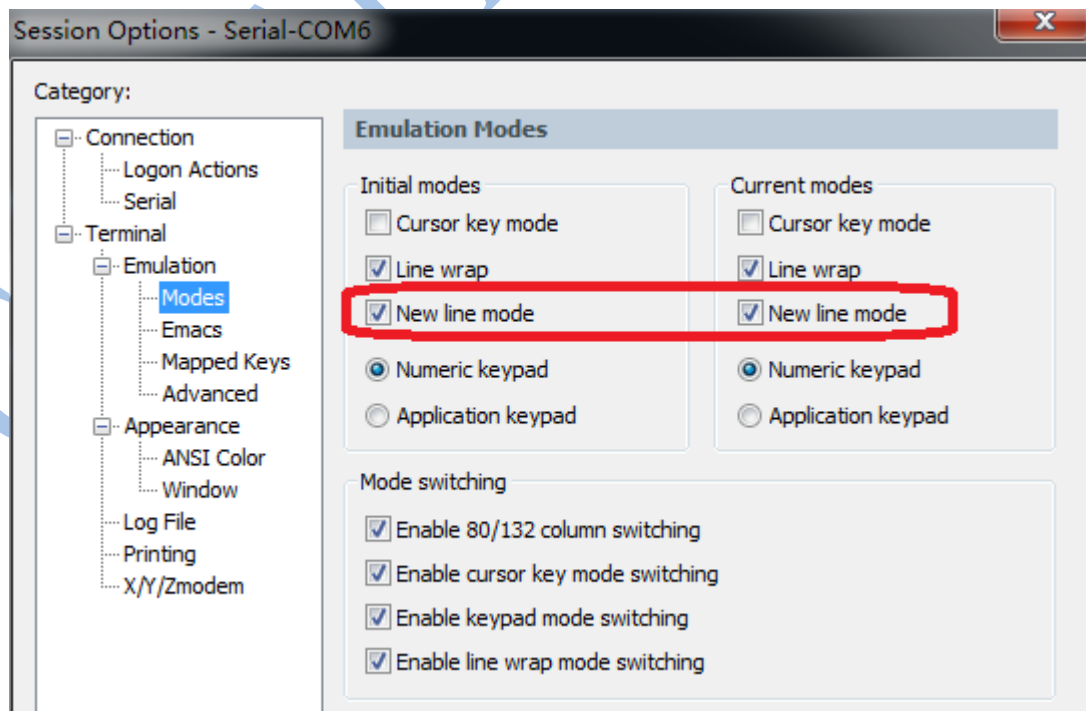 Session Options - Serial-COM6
Category:
Connection
Logon Actions
Serial
Terminal
Emulation
Modes
Emacs
Mapped Keys
Advanced
Appearance
ANSI Color
Window
Log File
Printing
X/Y/Zmodem
Emulation Modes
Initial modes
Cursor key mode
Line wrap
New line mode
Numeric keypad
Application keypad
Current modes
Cursor key mode
Line wrap
New line mode
Numeric keypad
Application keypad
Mode switching
Enable 80/132 column switching
Enable cursor key mode switching
Enable keypad mode switching
Enable line wrap mode switching